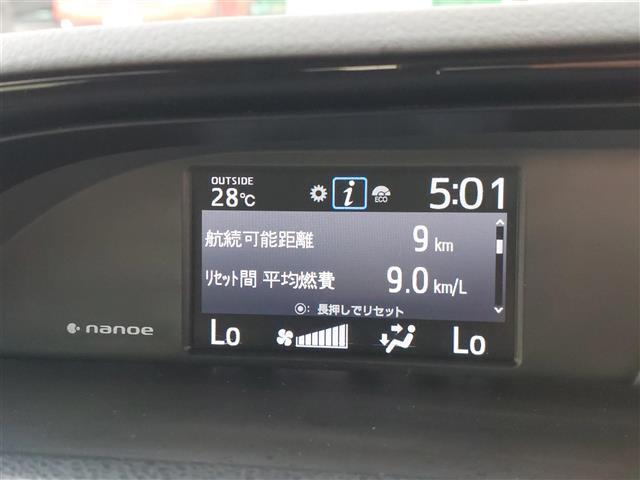 OUTSIDE
28℃
i
ECO
5:01
航続可能距離 9 km
リセット間 平均燃費 9.0 km/L
◉: 長押しでリセット
nanoe
Lo
Lo